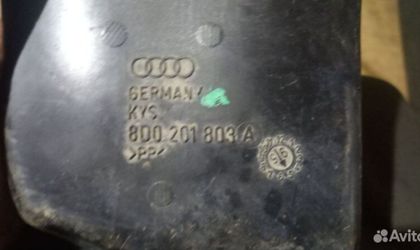 GERMANY
KYS
8D0 201 803 A
>PP<
Avito